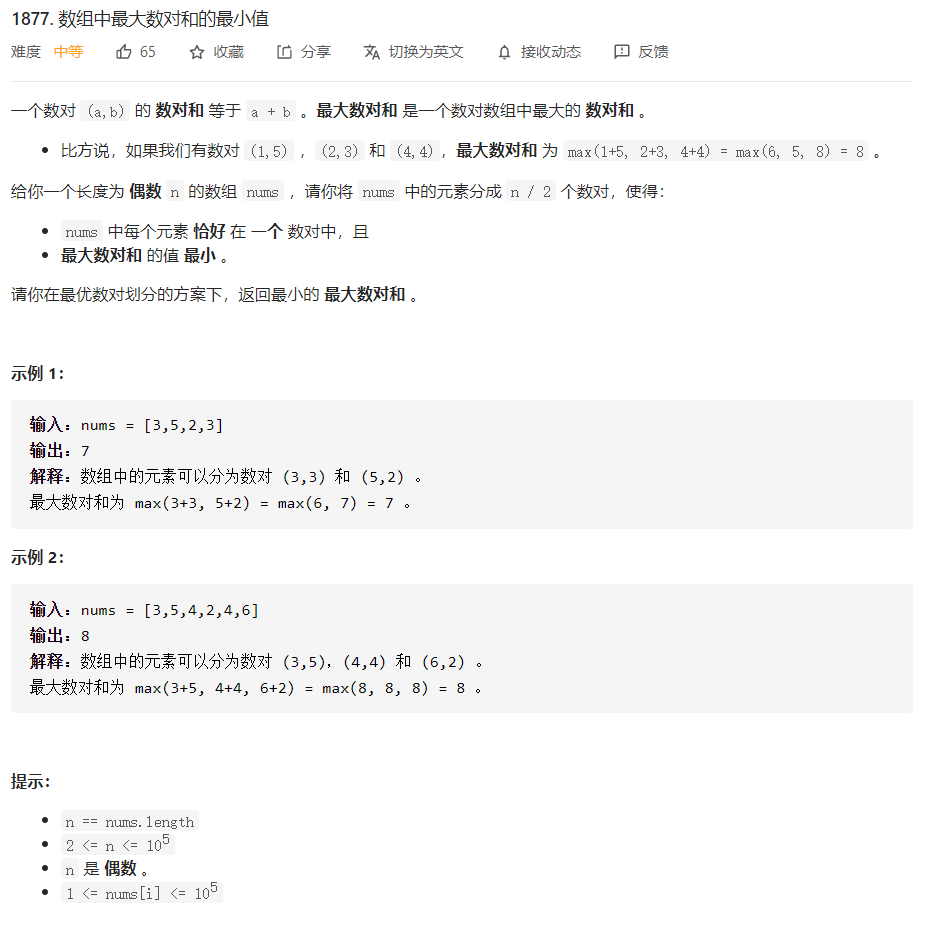 1877. 数组中最大数对和的最小值
难度 中等 65 收藏 分享 切换为英文 接收动态 反馈
一个数对 (a,b) 的 数对和 等于 a + b 。最大数对和 是一个数对数组中最大的 数对和 。
• 比方说，如果我们有数对 (1,5) ，(2,3) 和 (4,4)，最大数对和 为 max(1+5, 2+3, 4+4) = max(6, 5, 8) = 8 。
给你一个长度为 偶数 n 的数组 nums ，请你将 nums 中的元素分成 n / 2 个数对，使得：
• nums 中每个元素 恰好 在 一个 数对中，且
• 最大数对和 的值 最小 。
请你在最优数对划分的方案下，返回最小的 最大数对和 。
示例 1：
输入：nums = [3,5,2,3]
输出：7
解释：数组中的元素可以分为数对 (3,3) 和 (5,2) 。
最大数对和为 max(3+3, 5+2) = max(6, 7) = 7 。
示例 2：
输入：nums = [3,5,4,2,4,6]
输出：8
解释：数组中的元素可以分为数对 (3,5)，(4,4) 和 (6,2) 。
最大数对和为 max(3+5, 4+4, 6+2) = max(8, 8, 8) = 8 。
提示：
• n == nums.length
• 2 <= n <= 10⁵
• n 是 偶数 。
• 1 <= nums[i] <= 10⁵